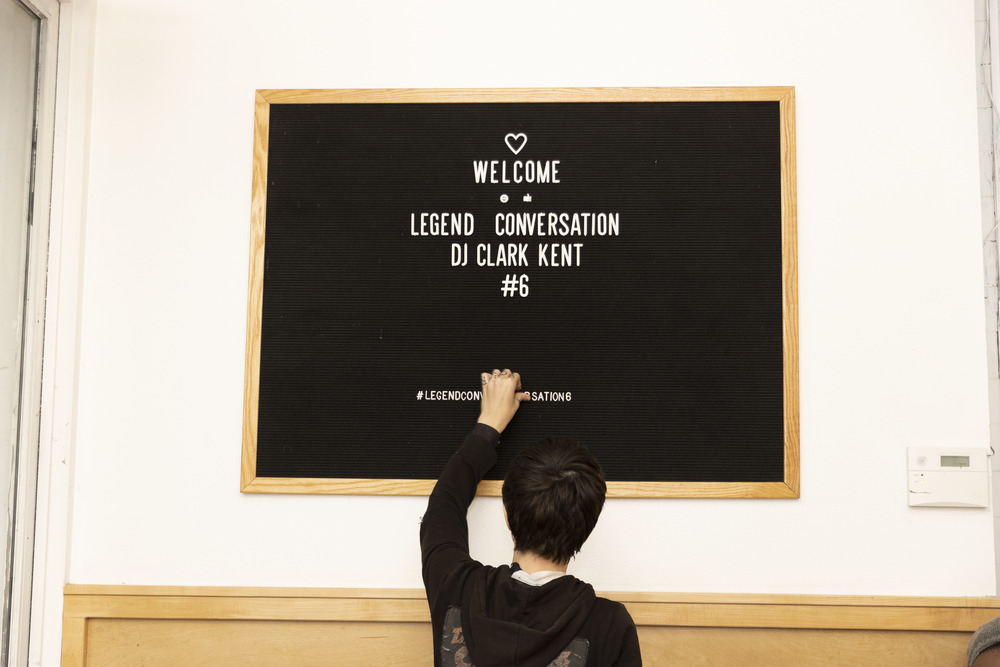 WELCOME
LEGEND CONVERSATION
DJ CLARK KENT
#6
#LEGENDCONV SATION6